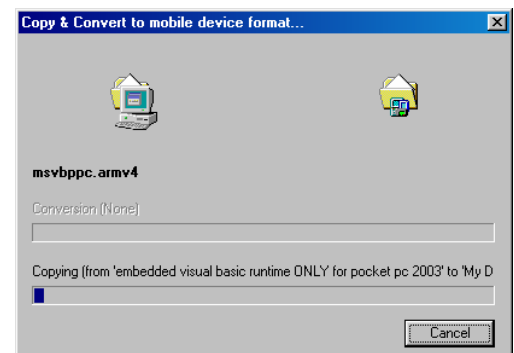 Copy & Convert to mobile device format...
msvbppc.armv4
Conversion (None)
Copying (from 'embedded visual basic runtime ONLY for pocket pc 2003' to 'My D
Cancel